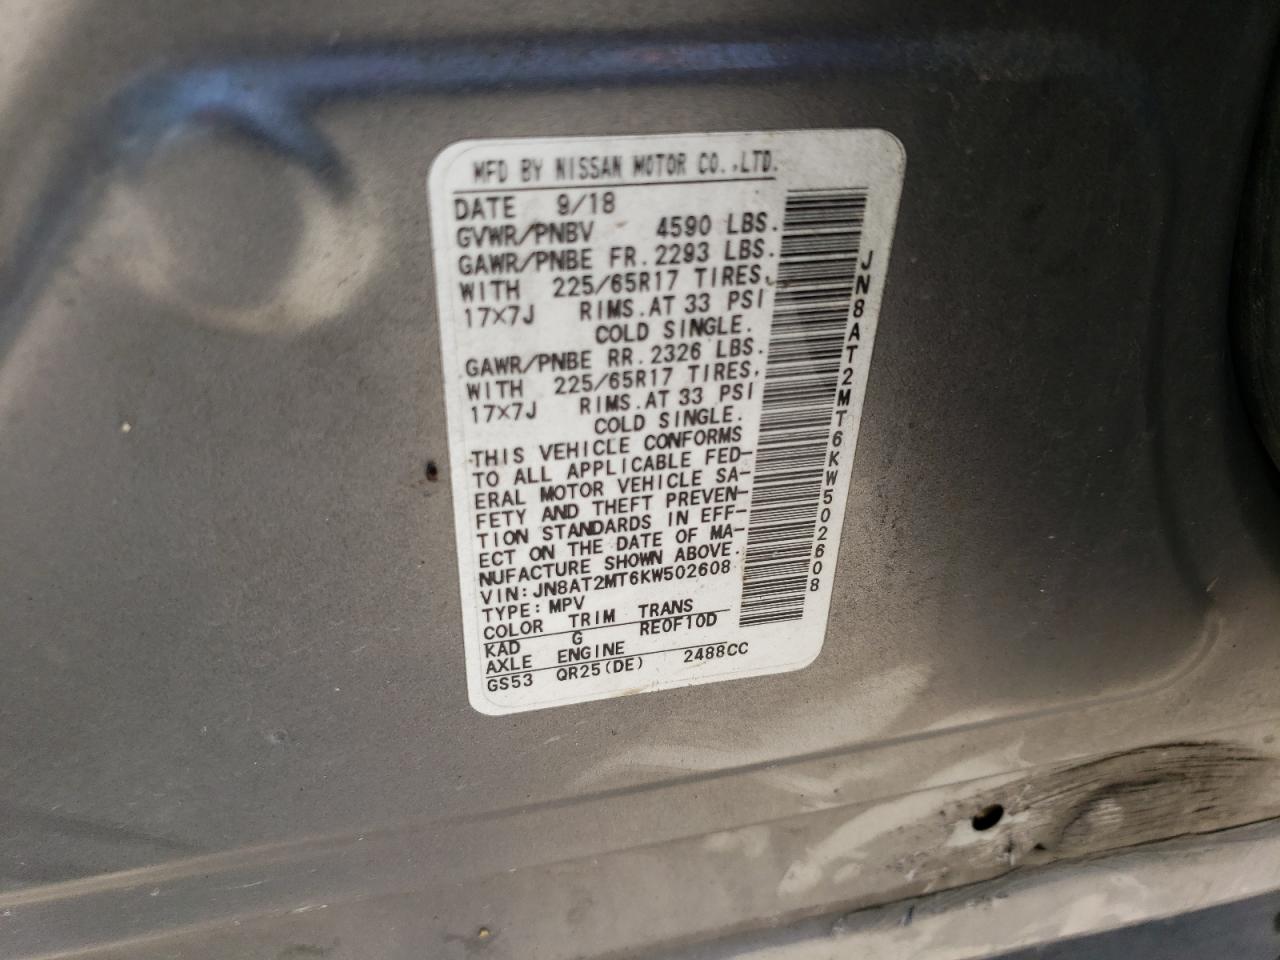 MFD BY NISSAN MOTOR CO.,LTD.
DATE 9/18
GVWR/PNBV 4590 LBS.
GAWR/PNBE FR. 2293 LBS.
WITH 225/65R17 TIRES,
17×7J RIMS.AT 33 PSI
COLD SINGLE.
GAWR/PNBE RR. 2326 LBS.
WITH 225/65R17 TIRES,
17×7J RIMS.AT 33 PSI
COLD SINGLE.
THIS VEHICLE CONFORMS
TO ALL APPLICABLE FED-
ERAL MOTOR VEHICLE SA-
FETY AND THEFT PREVEN-
TION STANDARDS IN EFF-
ECT ON THE DATE OF MA-
NUFACTURE SHOWN ABOVE.
VIN:JN8AT2MT6KW502608
TYPE:MPV
COLOR TRIM TRANS
KAD G RE0F10D
AXLE ENGINE
GS53 QR25(DE) 2488CC
JN8AT2MT6KW502608